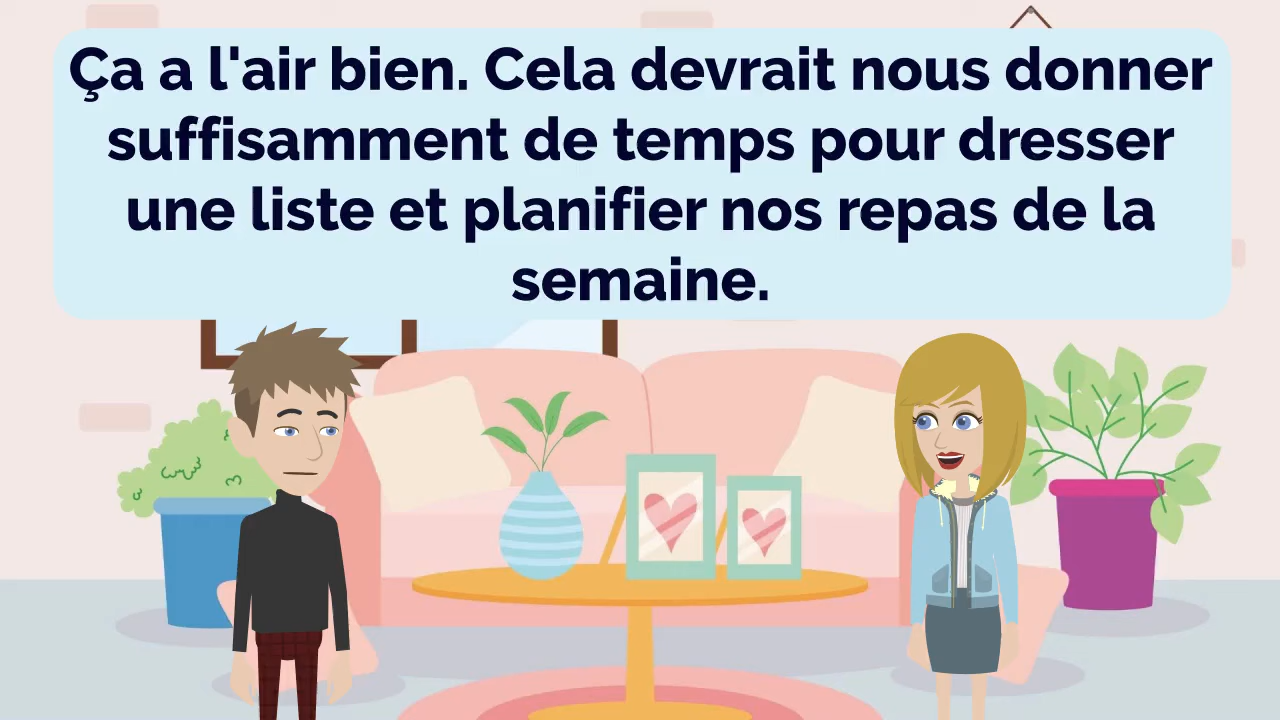 Ça a l'air bien. Cela devrait nous donner
suffisamment de temps pour dresser
une liste et planifier nos repas de la
semaine.